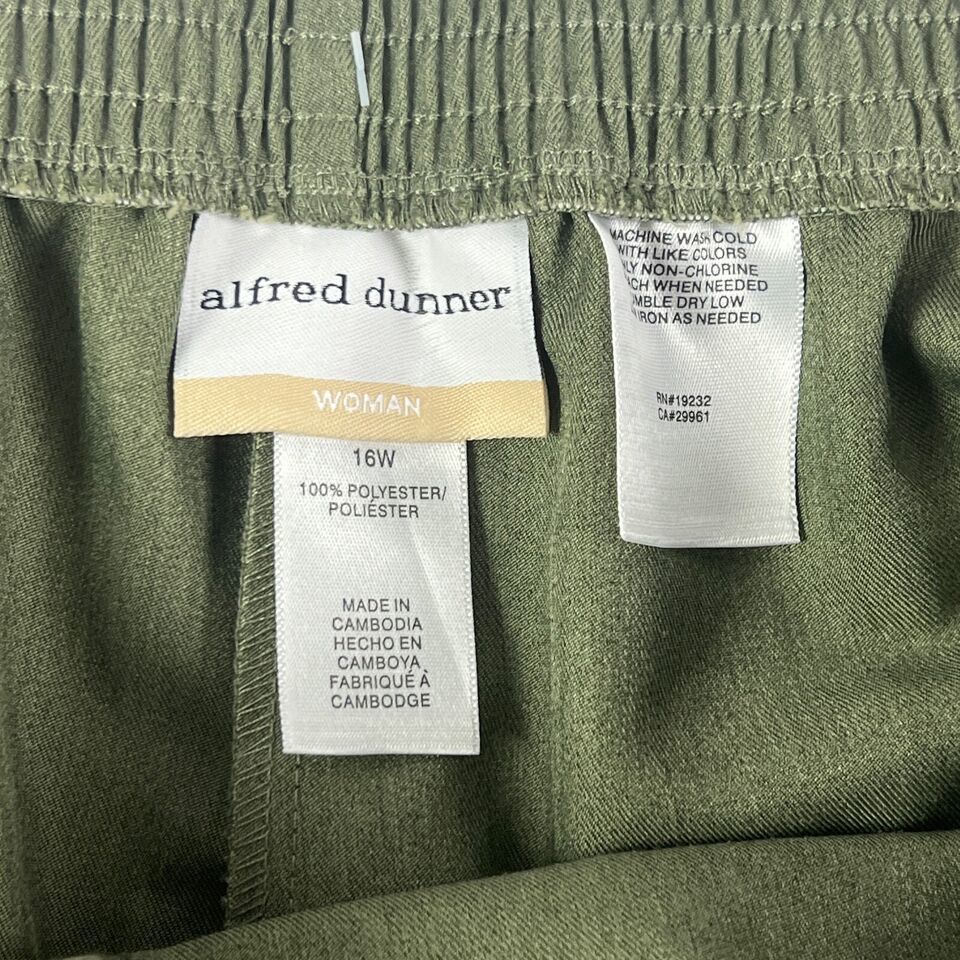 alfred dunner
WOMAN
16W
100% POLYESTER/
POLIÉSTER
MADE IN
CAMBODIA
HECHO EN
CAMBOYA
FABRIQUÉ À
CAMBODGE
MACHINE WASH COLD
WITH LIKE COLORS
NON-CHLORINE
WHEN NEEDED
DRY LOW
IRON AS NEEDED
RN#19232
CA#29961